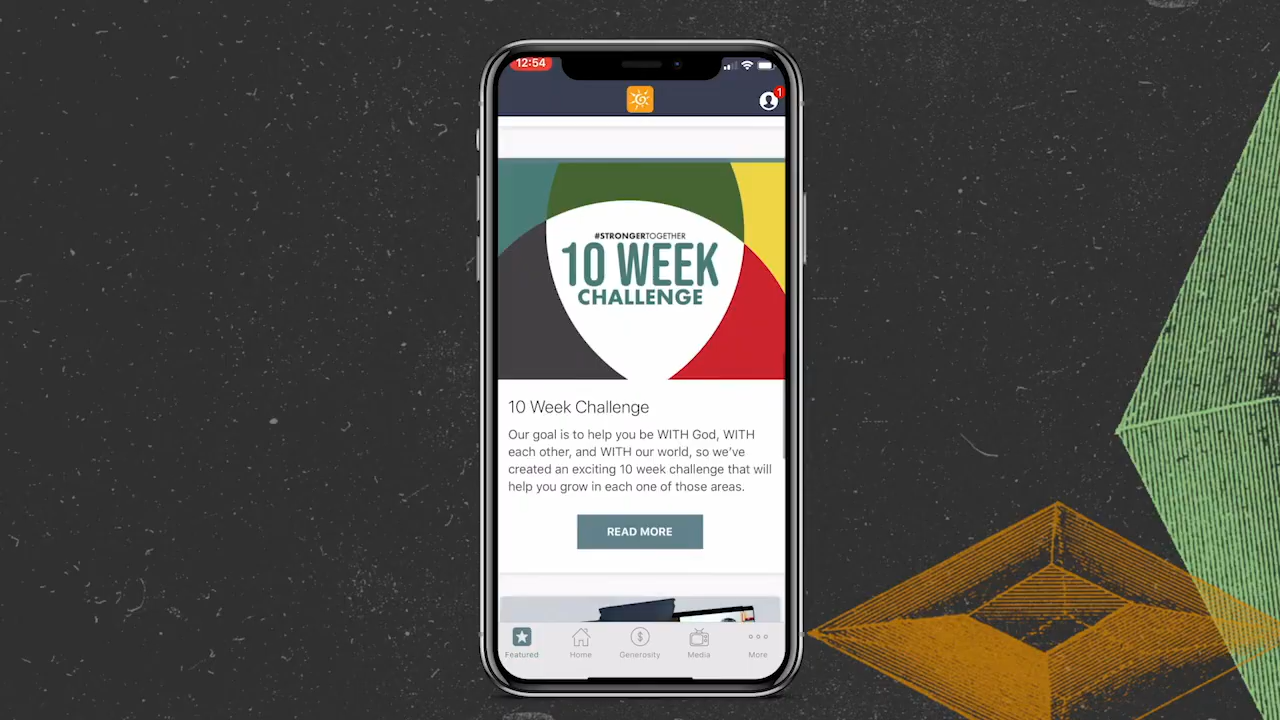 12:54
1
#STRONGERTOGETHER
10 WEEK
CHALLENGE
10 Week Challenge
Our goal is to help you be WITH God, WITH
each other, and WITH our world, so we've
created an exciting 10 week challenge that will
help you grow in each one of those areas.
READ MORE
Featured Home Generosity Media More